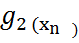 g₂ (xₙ )